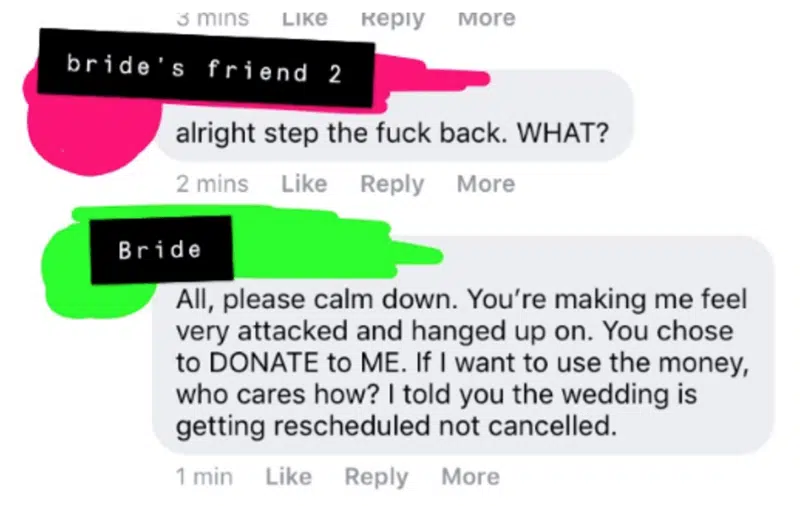 3 mins Like Reply More
bride's friend 2
alright step the fuck back. WHAT?
2 mins Like Reply More
Bride
All, please calm down. You're making me feel
very attacked and hanged up on. You chose
to DONATE to ME. If I want to use the money,
who cares how? I told you the wedding is
getting rescheduled not cancelled.
1 min Like Reply More